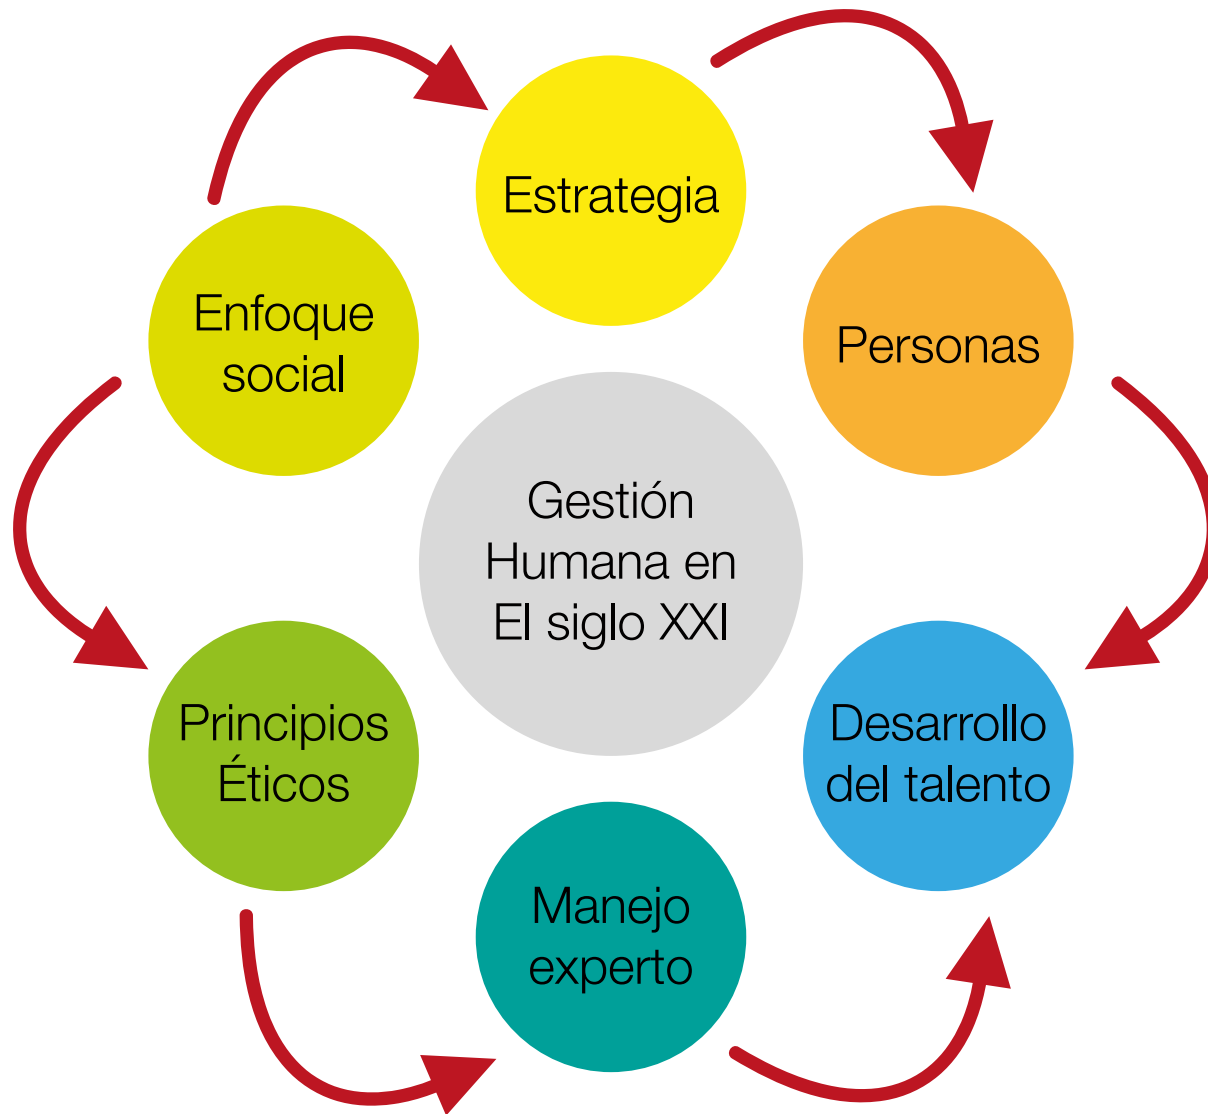 Estrategia
Enfoque
social
Personas
Gestión
Humana en
El siglo XXI
Principios
Éticos
Desarrollo
del talento
Manejo
experto